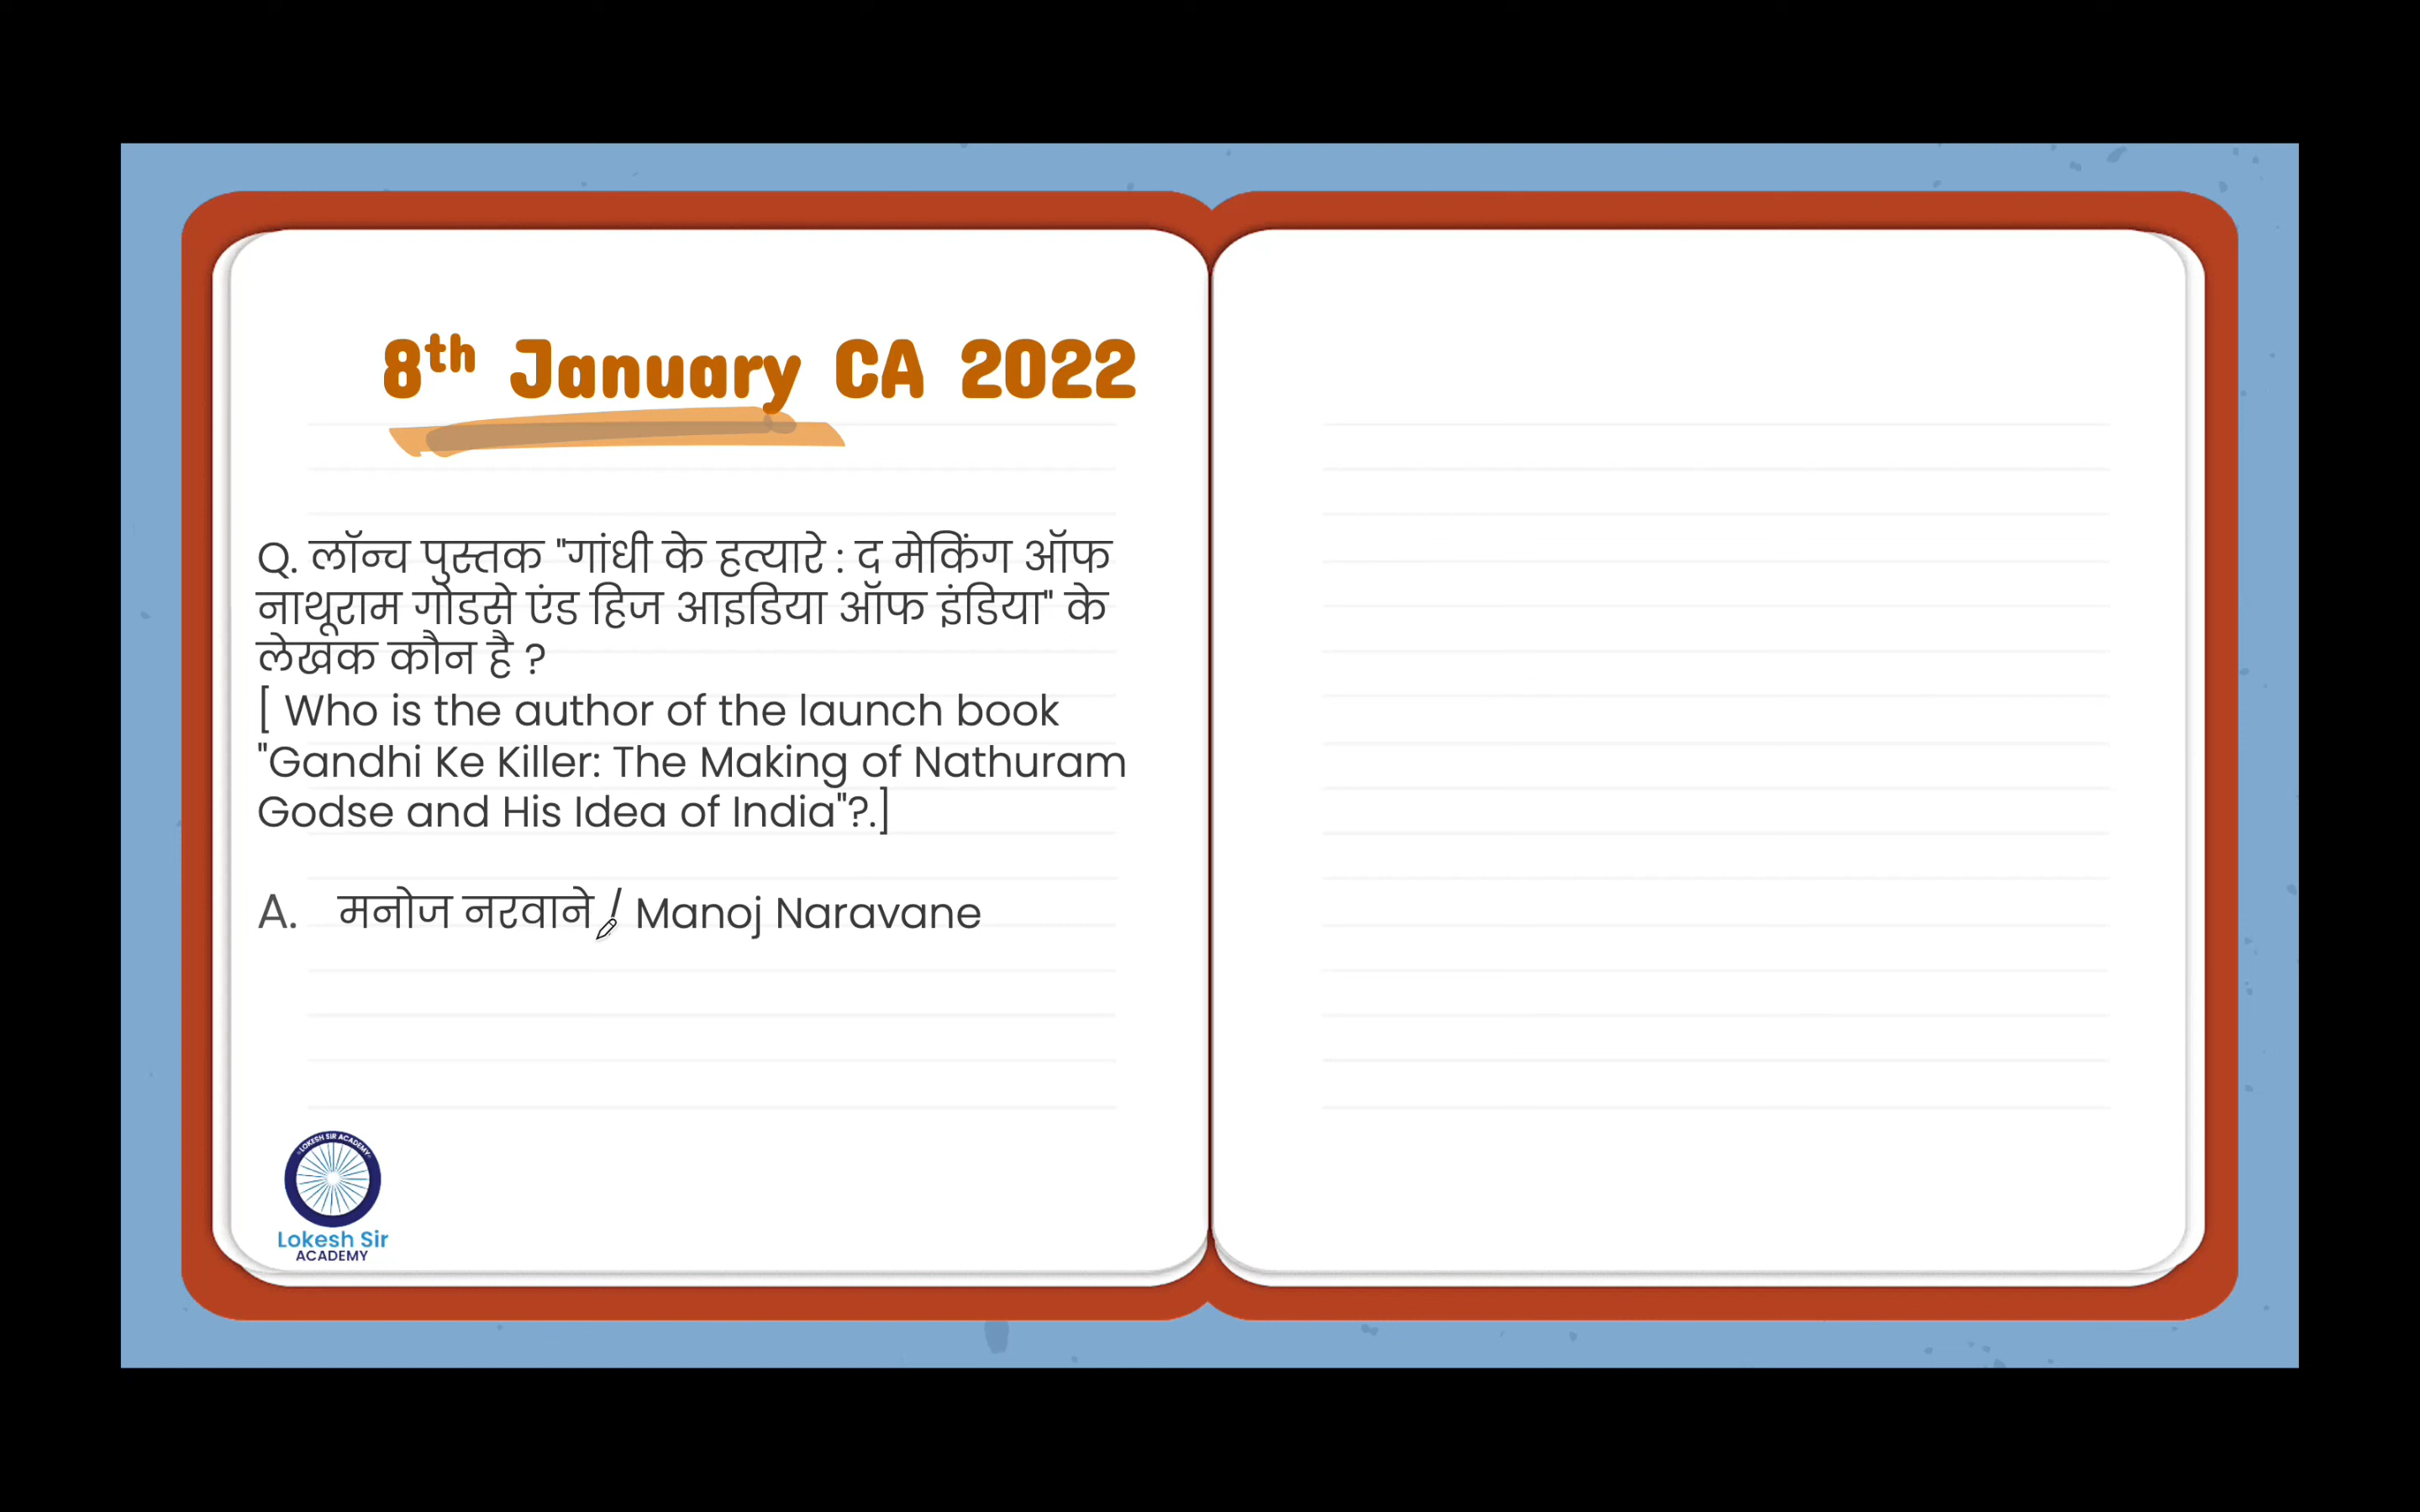 8th January CA 2022
Q. लॉन्च पुस्तक "गांधी के हत्यारे : द मेकिंग ऑफ
नाथूराम गोडसे एंड हिज आइडिया ऑफ इंडिया" के
लेखक कौन है ?
[ Who is the author of the launch book
"Gandhi Ke Killer: The Making of Nathuram
Godse and His Idea of India"?.]
A. मनोज नरवाने / Manoj Naravane
LOKESH SIR ACADEMY
Lokesh Sir
ACADEMY